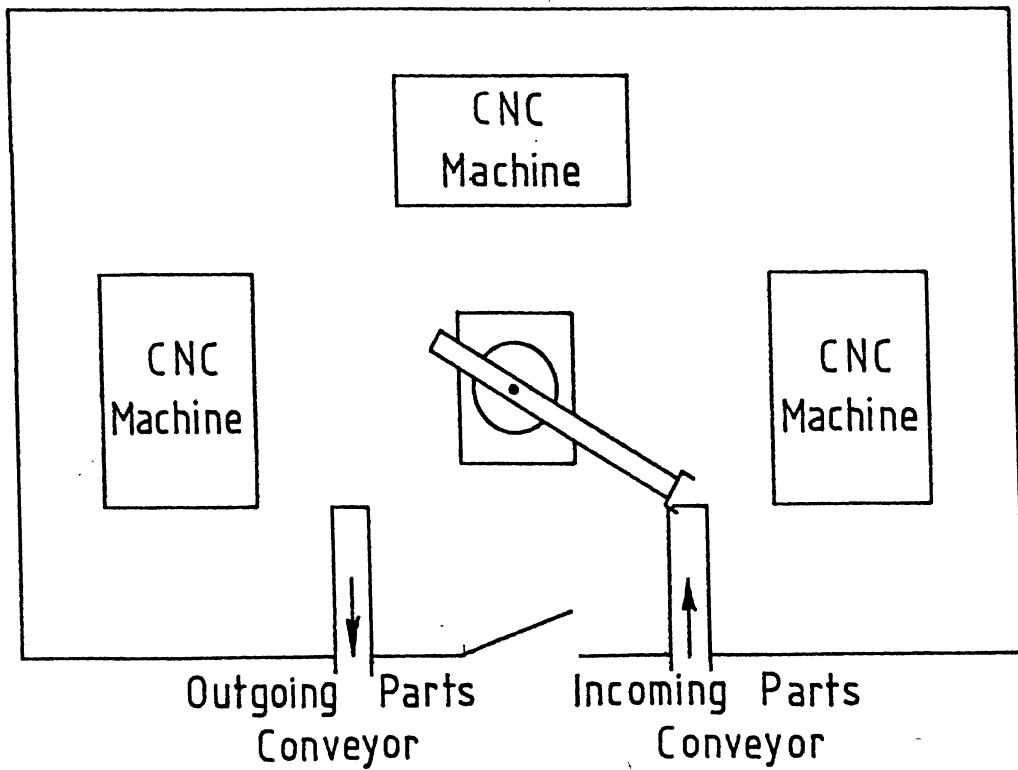 CNC
Machine
CNC
Machine
CNC
Machine
Outgoing Parts
Conveyor
Incoming Parts
Conveyor